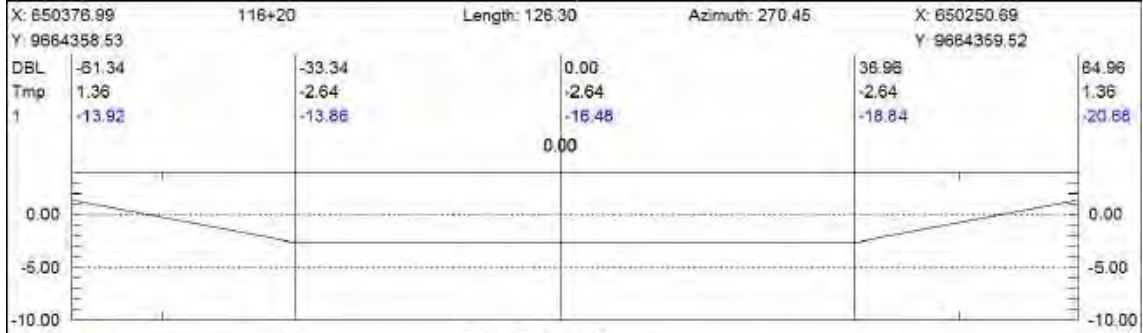 X: 650376.99 116+20 Length: 126.30 Azimuth: 270.45 X: 650250.69
Y: 9664358.53 Y: 9664359.52
DBL -61.34 -33.34 0.00 36.96 64.96
Tmp 1.36 -2.64 -2.64 -2.64 1.36
1 -13.92 -13.86 -16.48 -18.84 -20.68
0.00
0.00 0.00
-5.00 -5.00
-10.00 -10.00